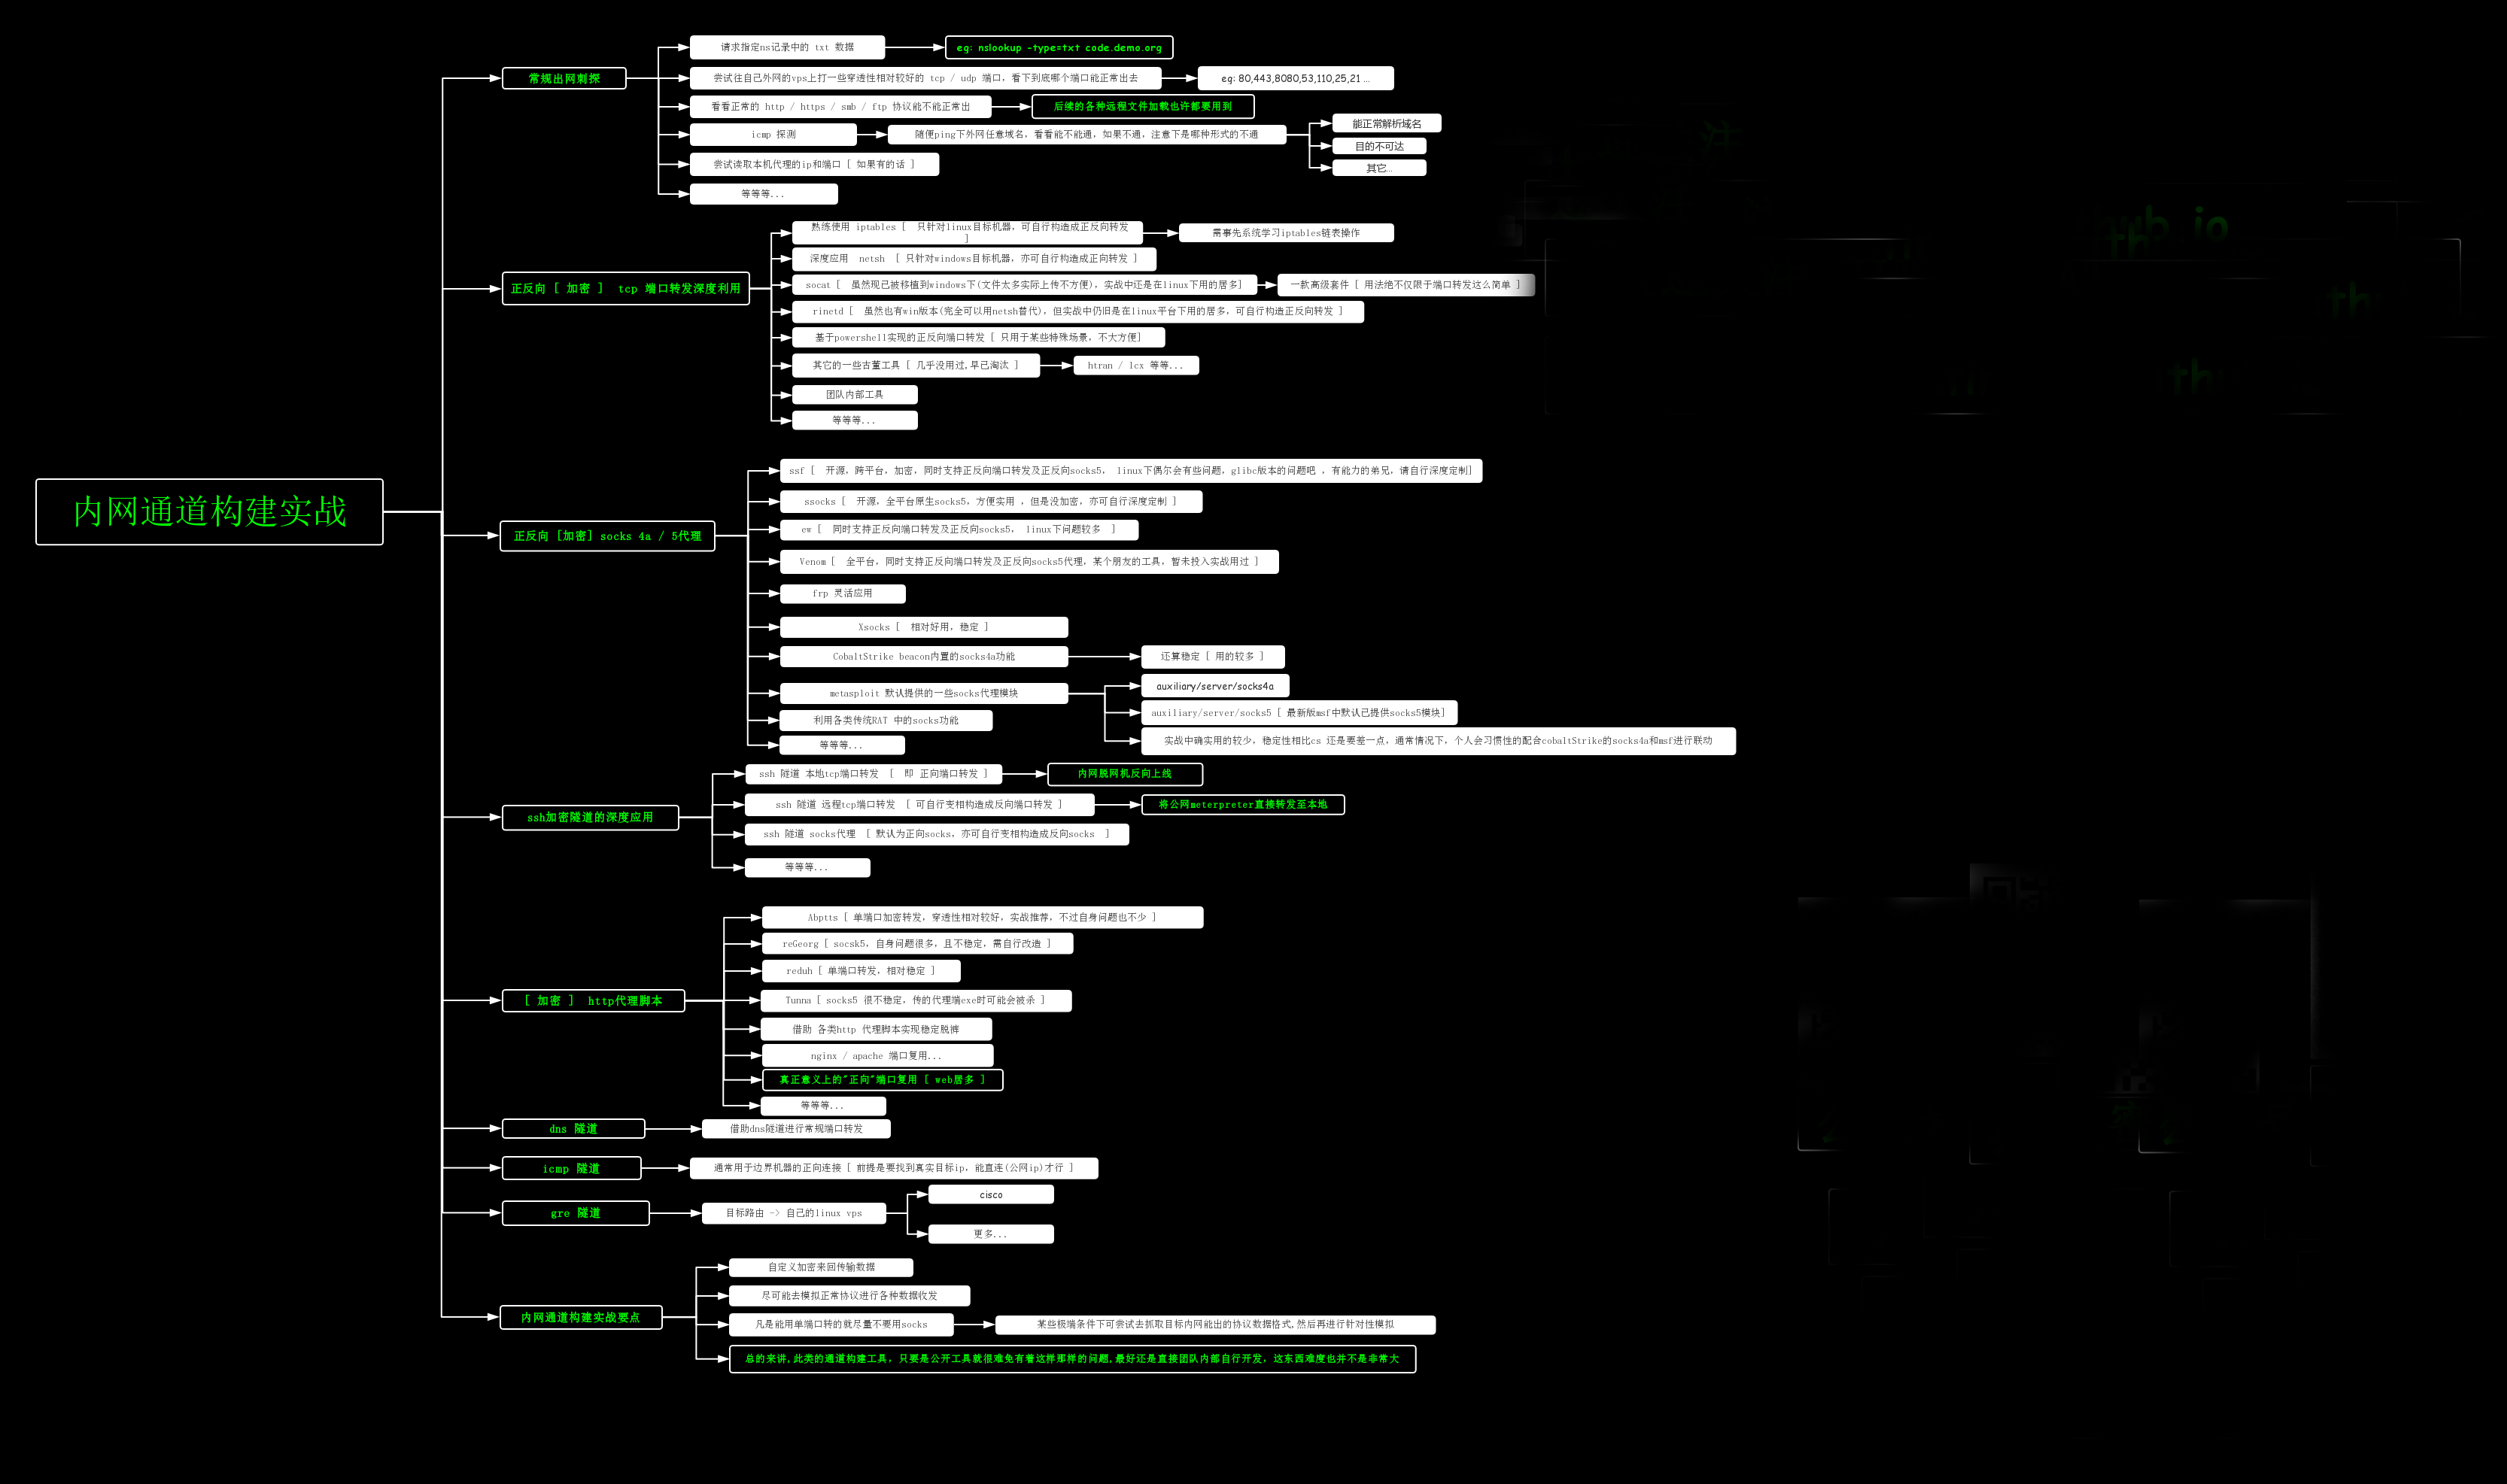 内网通道构建实战
常规出网刺探
请求指定ns记录中的 txt 数据
eg: nslookup -type=txt code.demo.org
尝试往自己外网的vps上打一些穿透性相对较好的 tcp / udp 端口，看下到底哪个端口能正常出去
eg: 80,443,8080,53,110,25,21 ...
看看正常的 http / https / smb / ftp 协议能不能正常出
后续的各种远程文件加载也许都要用到
icmp 探测
随便ping下外网任意域名，看看能不能通，如果不通，注意下是哪种形式的不通
能正常解析域名
目的不可达
其它...
尝试读取本机代理的ip和端口 [ 如果有的话 ]
等等等...
正反向 [ 加密 ] tcp 端口转发深度利用
熟练使用 iptables [ 只针对linux目标机器，可自行构造成正反向转发
]
需事先系统学习iptables链表操作
深度应用 netsh [ 只针对windows目标机器，亦可自行构造成正向转发 ]
socat [ 虽然现已被移植到windows下(文件太多实际上传不方便)，实战中还是在linux下用的居多]
一款高级套件 [ 用法绝不仅限于端口转发这么简单 ]
rinetd [ 虽然也有win版本(完全可以用netsh替代)，但实战中仍旧是在linux平台下用的居多，可自行构造正反向转发 ]
基于powershell实现的正反向端口转发 [ 只用于某些特殊场景，不大方便]
其它的一些古董工具 [ 几乎没用过,早已淘汰 ]
htran / lcx 等等...
团队内部工具
等等等...
正反向 [加密] socks 4a / 5代理
ssf [ 开源，跨平台，加密，同时支持正反向端口转发及正反向socks5， linux下偶尔会有些问题，glibc版本的问题吧 ，有能力的弟兄，请自行深度定制]
ssocks [ 开源，全平台原生socks5，方便实用 ，但是没加密，亦可自行深度定制 ]
ew [ 同时支持正反向端口转发及正反向socks5， linux下问题较多 ]
Venom [ 全平台，同时支持正反向端口转发及正反向socks5代理，某个朋友的工具，暂未投入实战用过 ]
frp 灵活应用
Xsocks [ 相对好用，稳定 ]
CobaltStrike beacon内置的socks4a功能
还算稳定 [ 用的较多 ]
metasploit 默认提供的一些socks代理模块
auxiliary/server/socks4a
auxiliary/server/socks5 [ 最新版msf中默认已提供socks5模块]
实战中确实用的较少，稳定性相比cs 还是要差一点，通常情况下，个人会习惯性的配合cobaltStrike的socks4a和msf进行联动
利用各类传统RAT 中的socks功能
等等等...
ssh加密隧道的深度应用
ssh 隧道 本地tcp端口转发 [ 即 正向端口转发 ]
内网脱网机反向上线
ssh 隧道 远程tcp端口转发 [ 可自行变相构造成反向端口转发 ]
将公网meterpreter直接转发至本地
ssh 隧道 socks代理 [ 默认为正向socks，亦可自行变相构造成反向socks ]
等等等...
[ 加密 ] http代理脚本
Abptts [ 单端口加密转发，穿透性相对较好，实战推荐，不过自身问题也不少 ]
reGeorg [ socsk5，自身问题很多，且不稳定，需自行改造 ]
reduh [ 单端口转发，相对稳定 ]
Tunna [ socks5 很不稳定，传的代理端exe时可能会被杀 ]
借助 各类http 代理脚本实现稳定脱裤
nginx / apache 端口复用...
真正意义上的"正向"端口复用 [ web居多 ]
等等等...
dns 隧道
借助dns隧道进行常规端口转发
icmp 隧道
通常用于边界机器的正向连接 [ 前提是要找到真实目标ip，能直连(公网ip)才行 ]
gre 隧道
目标路由 -> 自己的linux vps
cisco
更多...
内网通道构建实战要点
自定义加密来回传输数据
尽可能去模拟正常协议进行各种数据收发
凡是能用单端口转的就尽量不要用socks
某些极端条件下可尝试去抓取目标内网能出的协议数据格式,然后再进行针对性模拟
总的来讲,此类的通道构建工具，只要是公开工具就很难免有着这样那样的问题,最好还是直接团队内部自行开发，这东西难度也并不是非常大